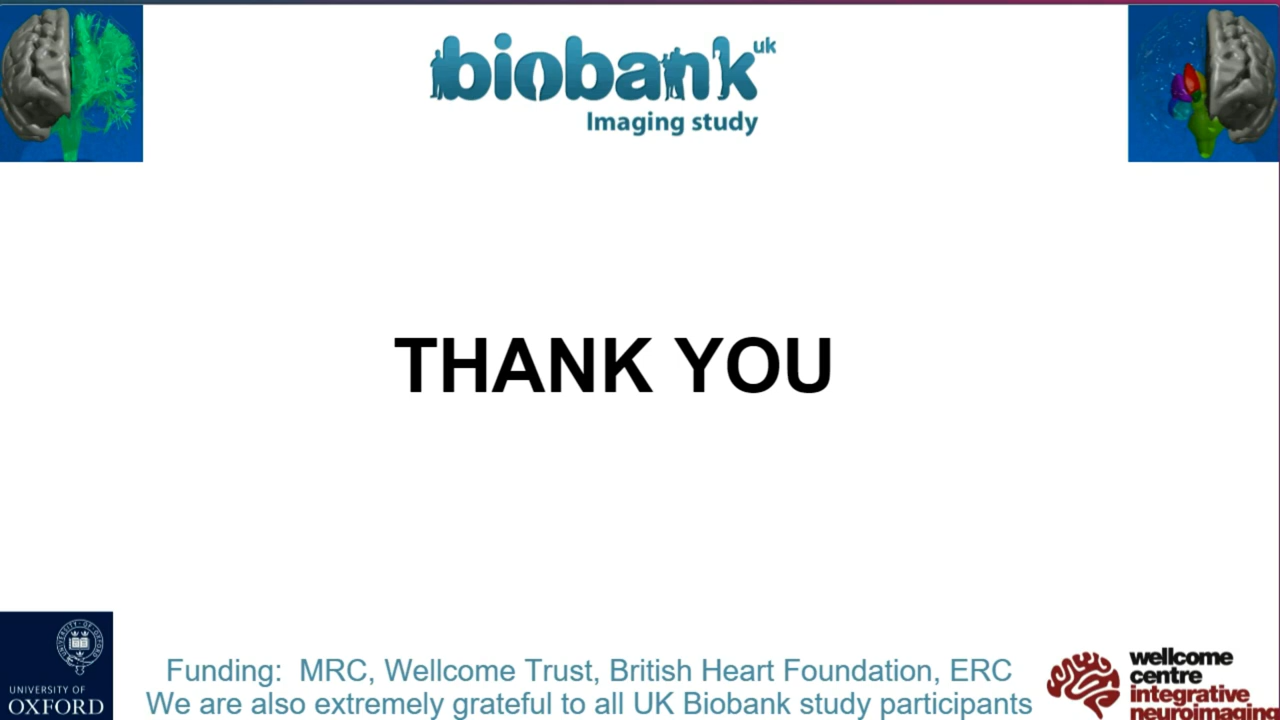 biobank uk
Imaging study
THANK YOU
UNIVERSITY OF
OXFORD
Funding: MRC, Wellcome Trust, British Heart Foundation, ERC
We are also extremely grateful to all UK Biobank study participants
wellcome
centre
integrative
neuroimaging